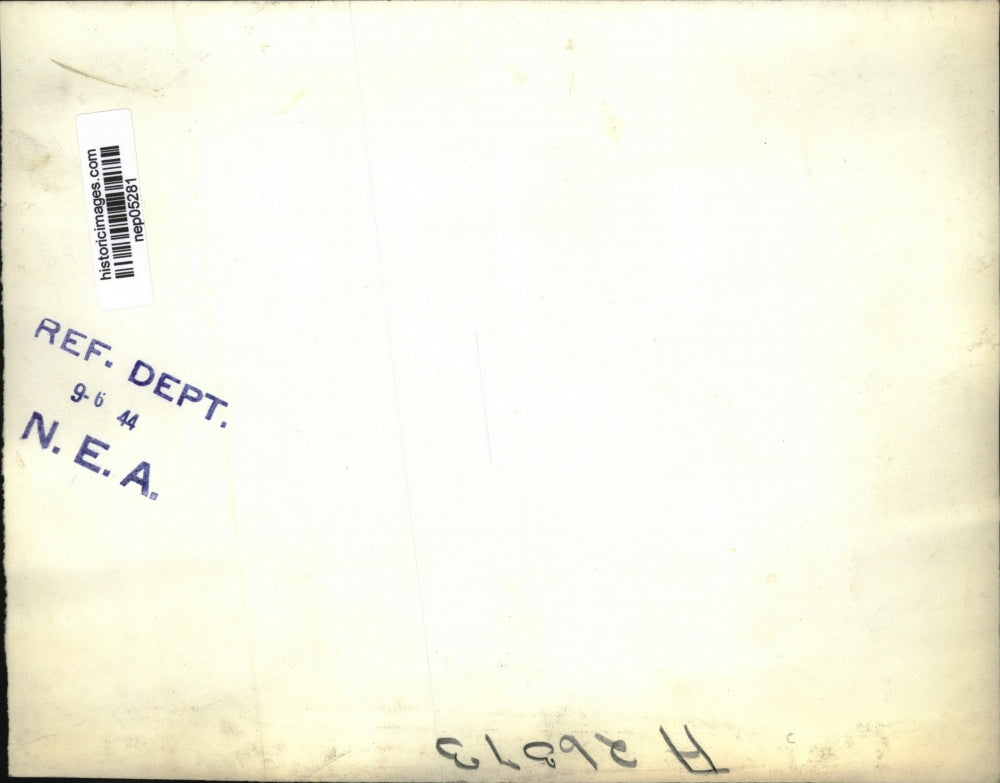 historicimages.com
nep05281
REF. DEPT.
9-6 44
N. E. A.